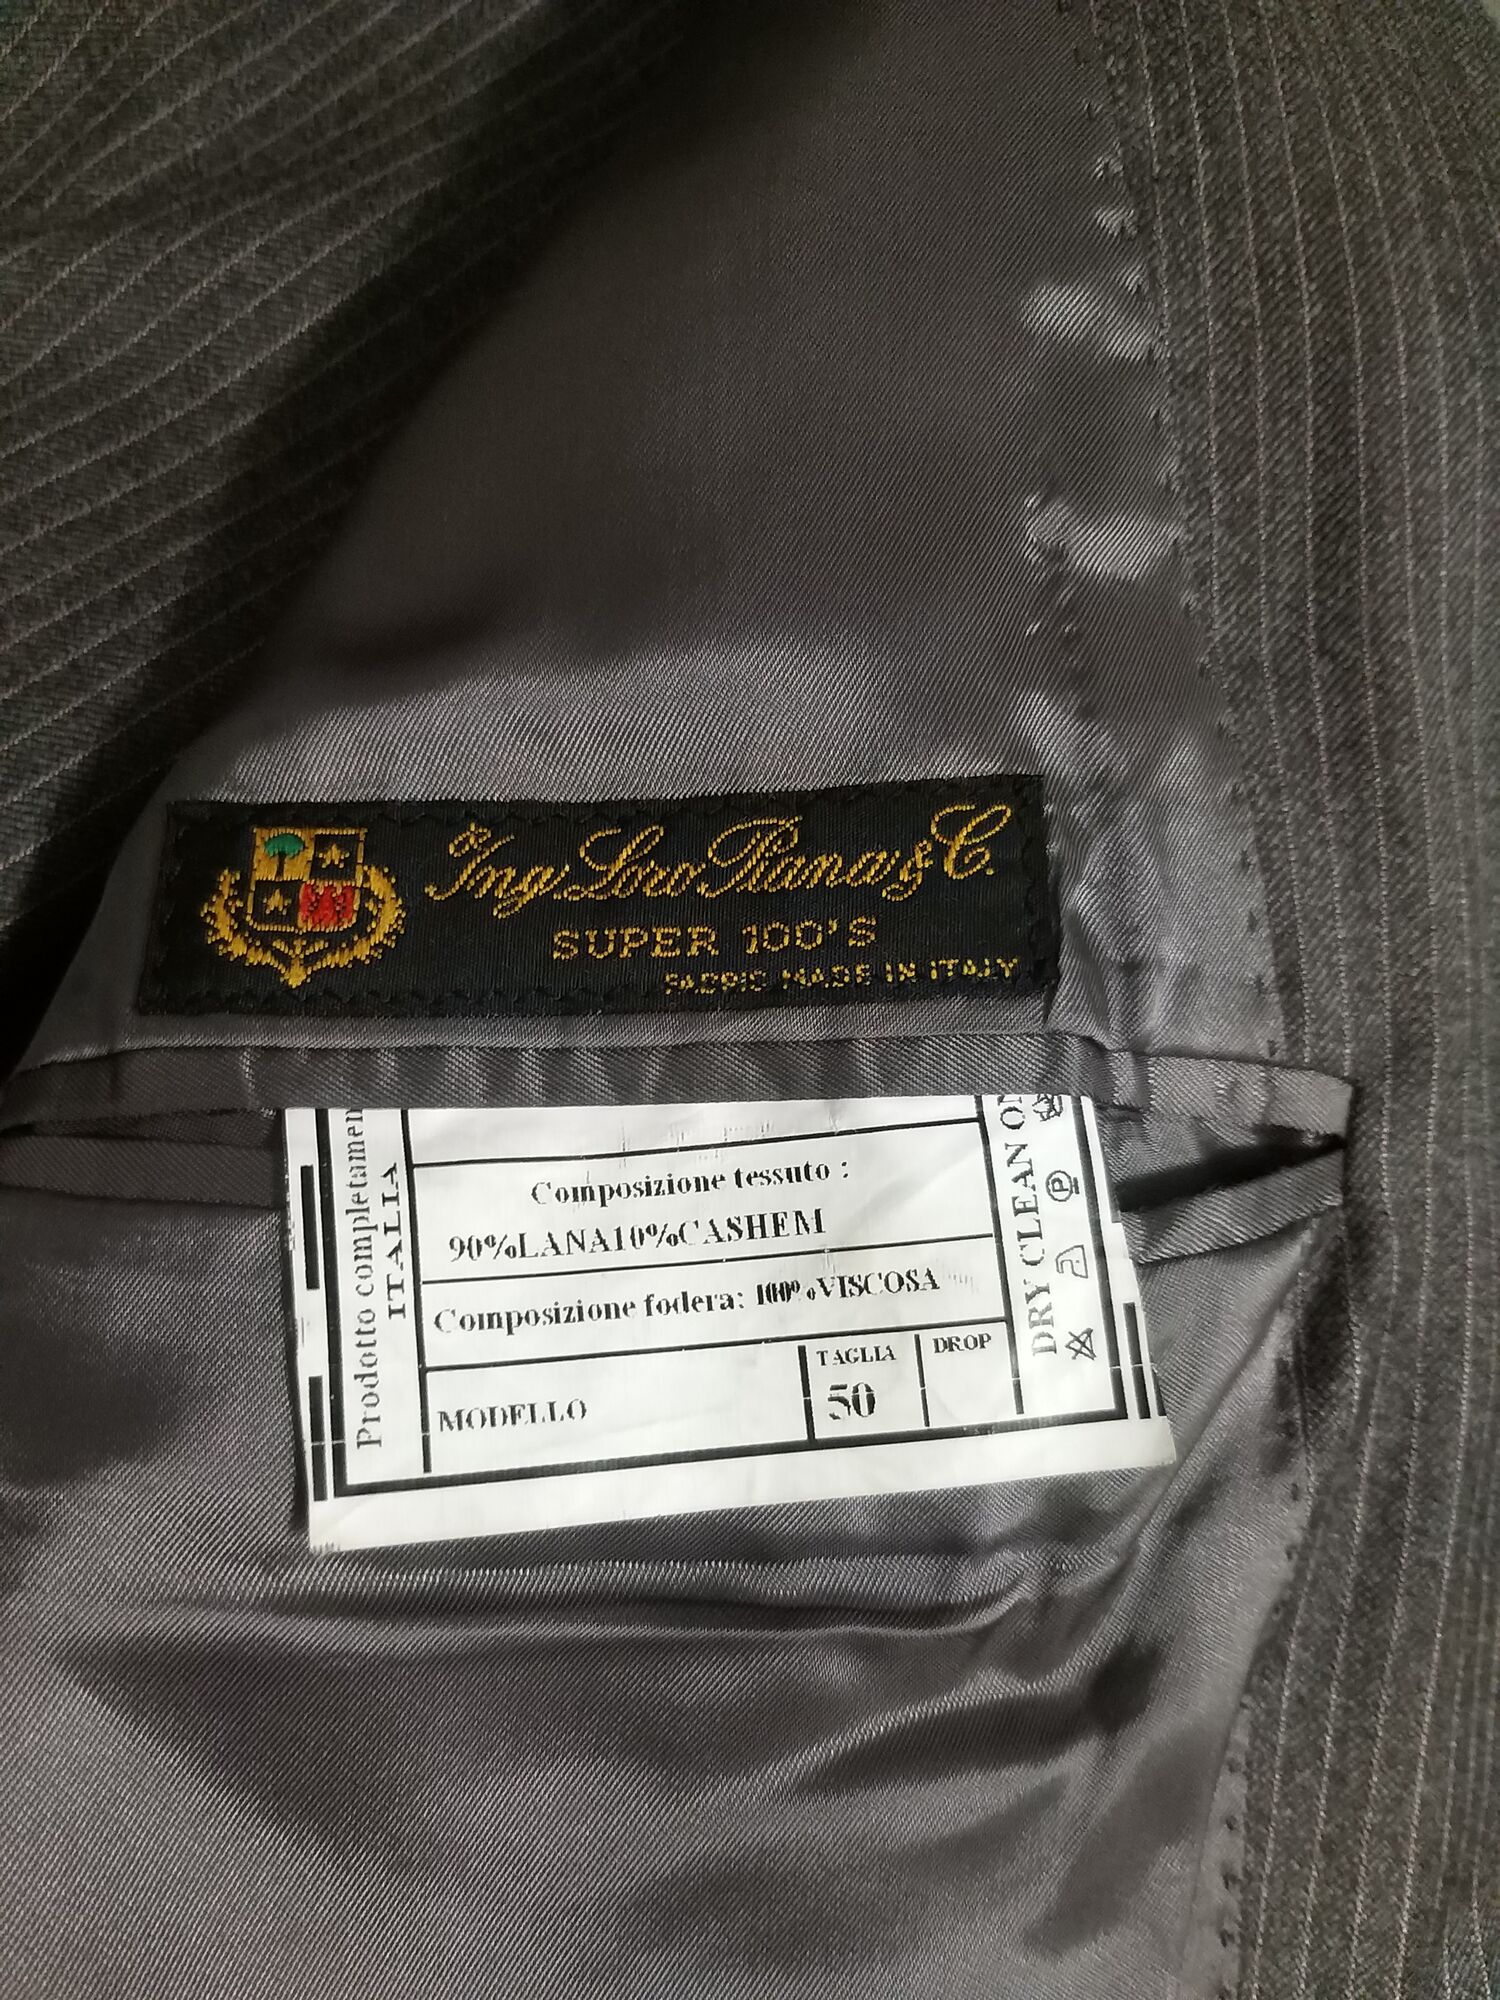 Ing. Loro Piana & C.
SUPER 100'S
FABRIC MADE IN ITALY
Prodotto completamen
ITALIA
Composizione tessuto :
90%LANA10%CASHEM
Composizione fodera: 100%VISCOSA
MODELLO
TAGLIA
50
DROP
DRY CLEAN
P